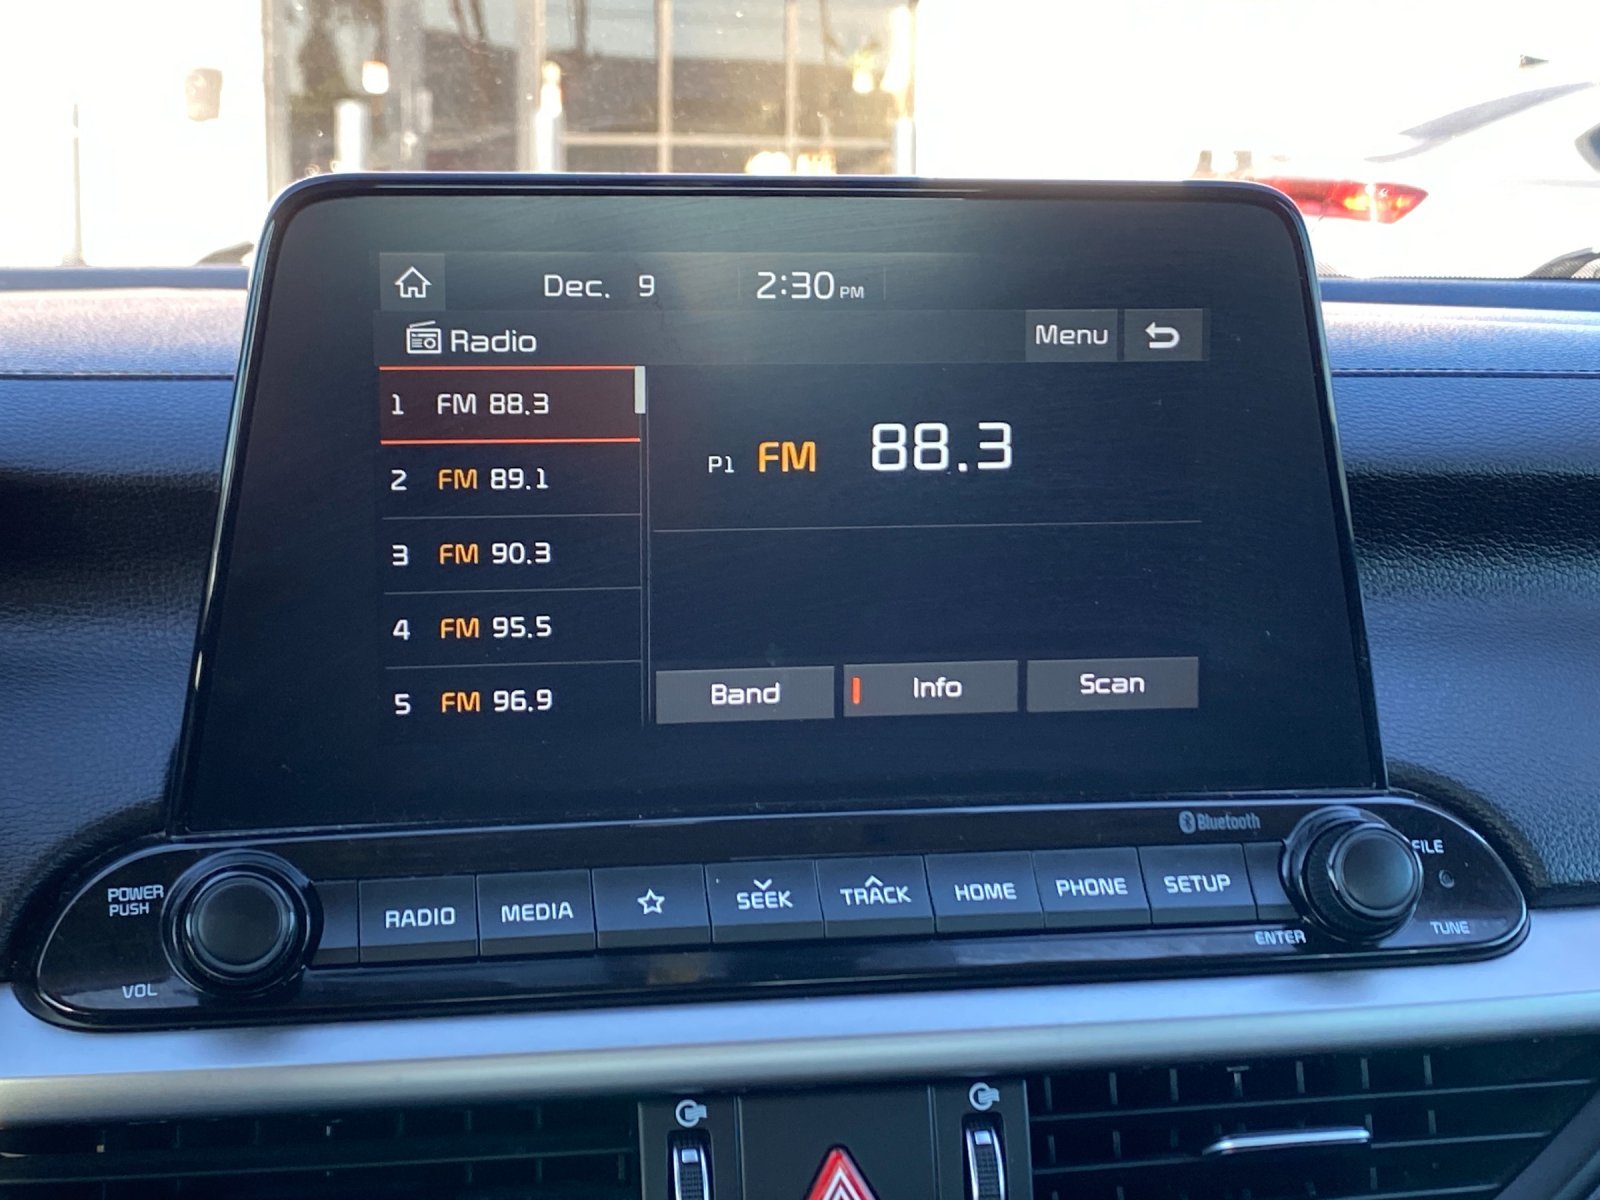 Dec. 9 2:30 PM
Radio Menu
1 FM 88.3
2 FM 89.1
3 FM 90.3
4 FM 95.5
5 FM 96.9
P1 FM 88.3
Band Info Scan
Bluetooth
POWER
PUSH
VOL
RADIO MEDIA SEEK TRACK HOME PHONE SETUP
FILE
ENTER
TUNE